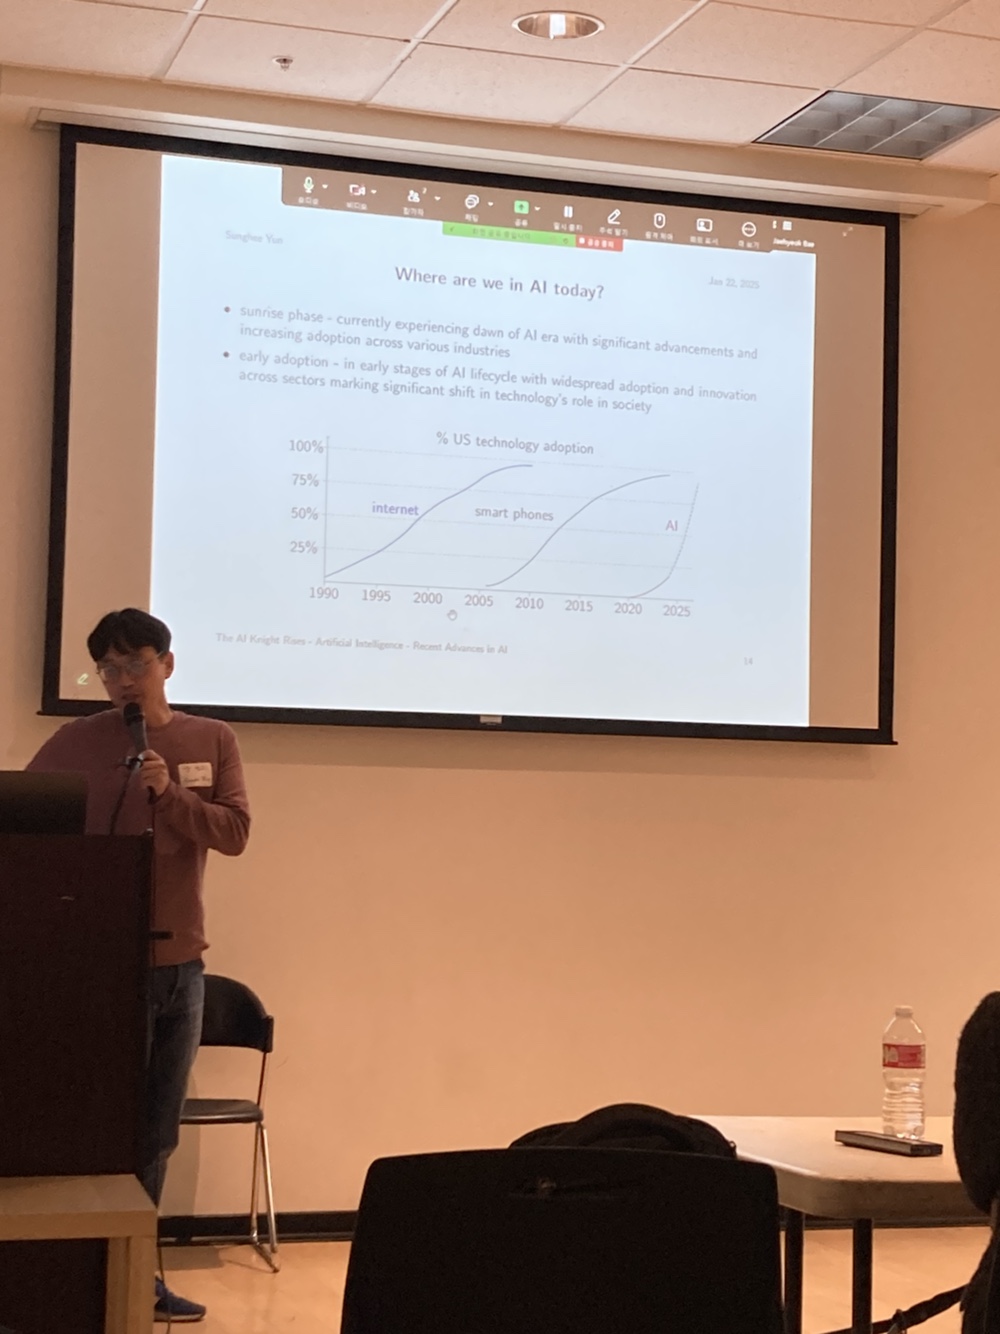 공유
Jaehyouk Bae
Sunghee Yun
Jan 22, 2025
Where are we in AI today?
• sunrise phase - currently experiencing dawn of AI era with significant advancements and
increasing adoption across various industries
• early adoption - in early stages of AI lifecycle with widespread adoption and innovation
across sectors marking significant shift in technology's role in society
% US technology adoption
100%
75%
50%
25%
internet
smart phones
AI
1990 1995 2000 2005 2010 2015 2020 2025
The AI Knight Rises - Artificial Intelligence - Recent Advances in AI
14